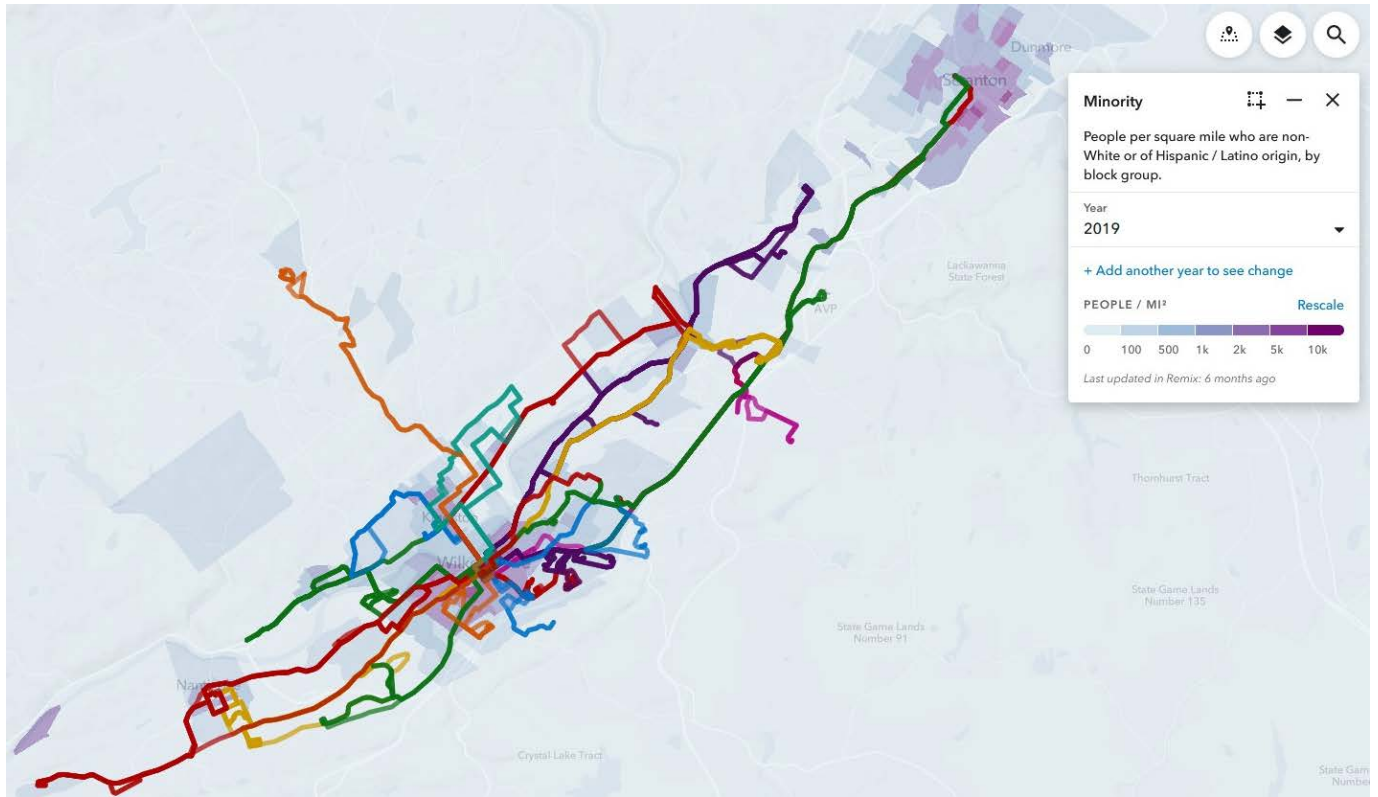 Dunmore
Minority
People per square mile who are non-
White or of Hispanic / Latino origin, by
block group.
Year
2019
+ Add another year to see change
PEOPLE / MI²
Rescale
0 100 500 1k 2k 5k 10k
Last updated in Remix: 6 months ago
Lackawanna
State Forest
AVP
Thornhurst Tract
State Game Lands
Number 135
State Game Lands
Number 91
Crystal Lake Tract
State Gam
Number